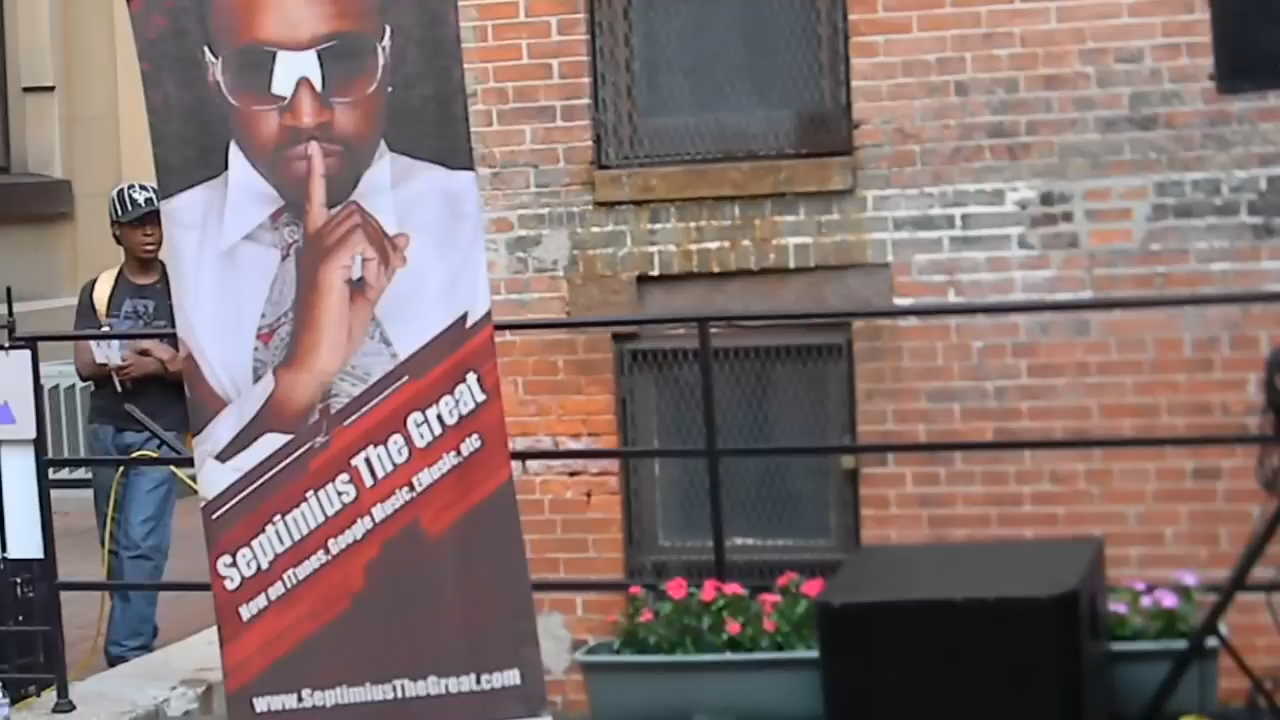 Septimius The Great
Now on iTunes, Google Music, EMusic, etc
www.SeptimiusTheGreat.com